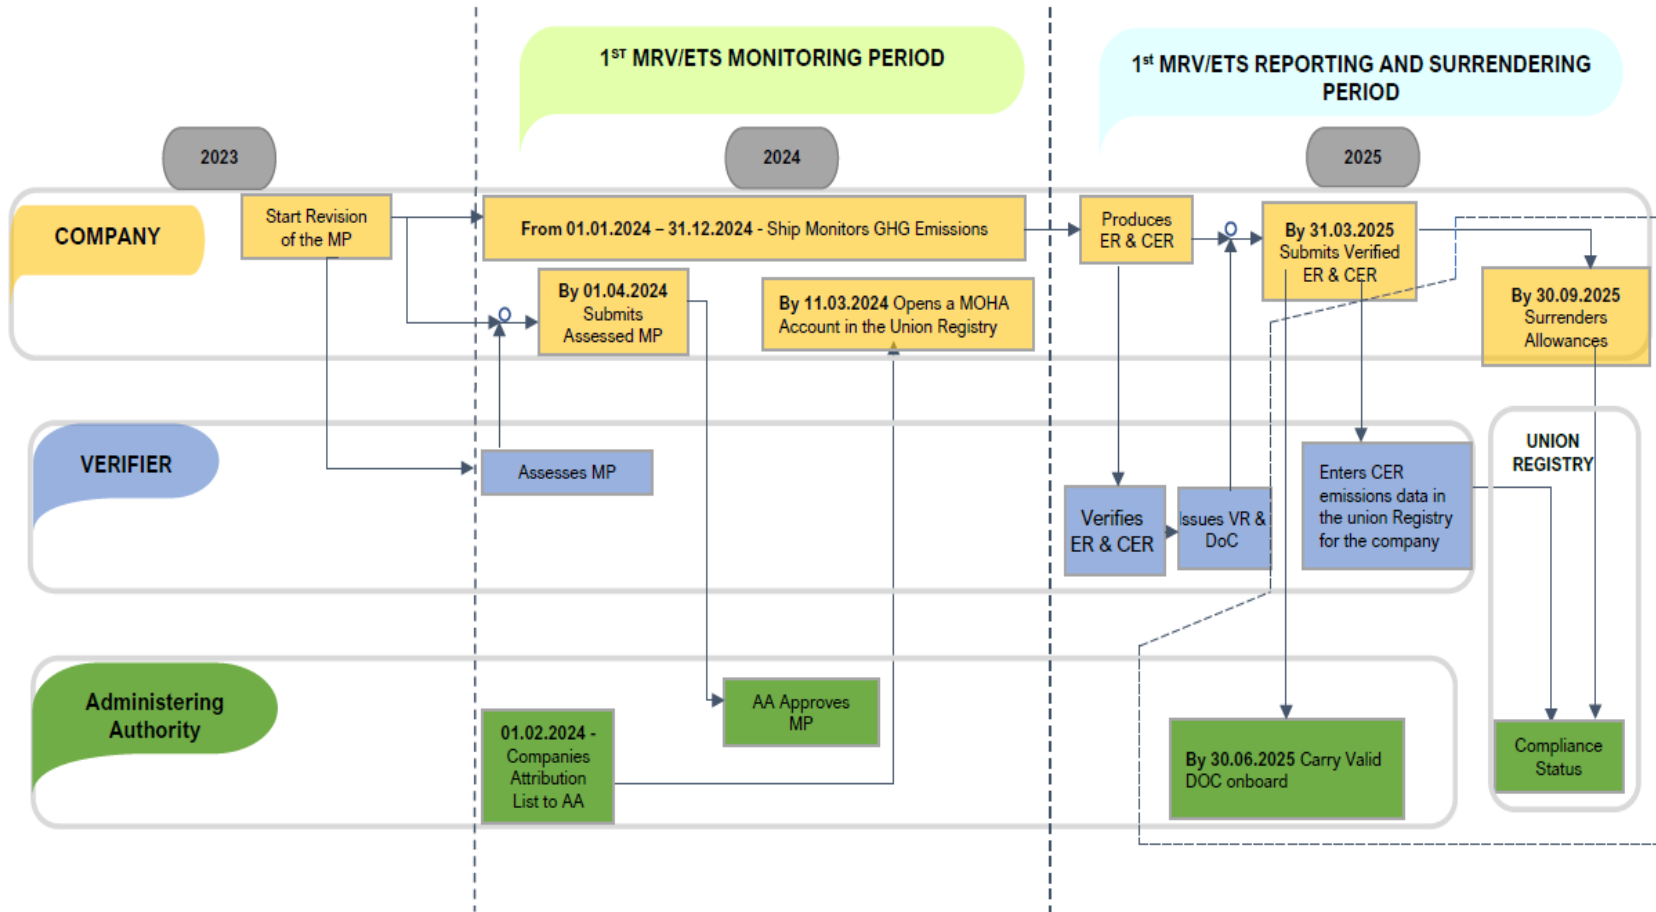 1ST MRV/ETS MONITORING PERIOD
1st MRV/ETS REPORTING AND SURRENDERING
PERIOD
2023
2024
2025
COMPANY
Start Revision
of the MP
From 01.01.2024 – 31.12.2024 - Ship Monitors GHG Emissions
Produces
ER & CER
By 31.03.2025
Submits Verified
ER & CER
By 01.04.2024
Submits
Assessed MP
By 11.03.2024 Opens a MOHA
Account in the Union Registry
By 30.09.2025
Surrenders
Allowances
VERIFIER
Assesses MP
Verifies
ER & CER
Issues VR &
DoC
Enters CER
emissions data in
the union Registry
for the company
UNION
REGISTRY
Administering
Authority
01.02.2024 -
Companies
Attribution
List to AA
AA Approves
MP
By 30.06.2025 Carry Valid
DOC onboard
Compliance
Status